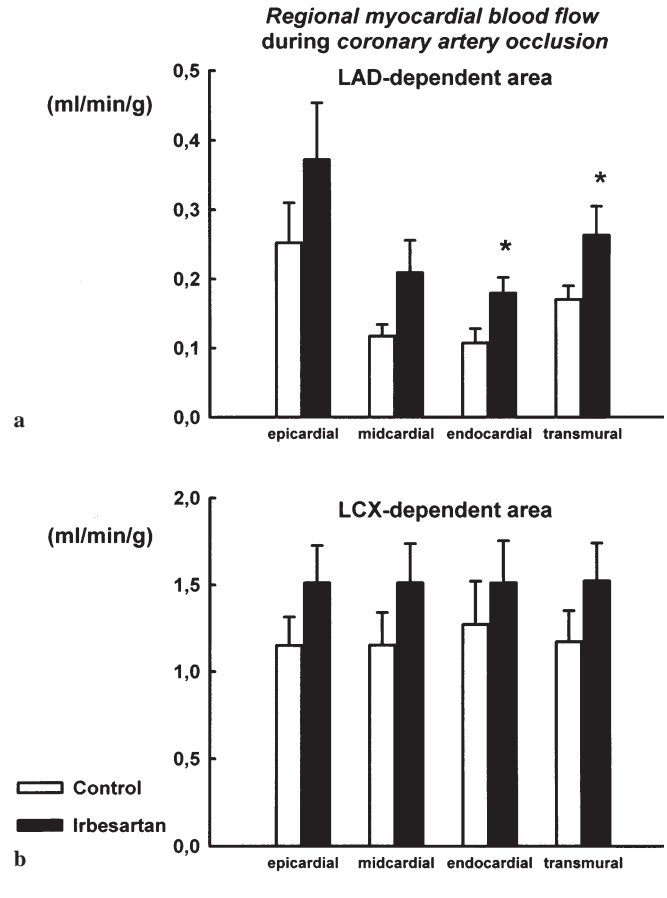 Regional myocardial blood flow
during coronary artery occlusion
LAD-dependent area
(ml/min/g)
0,5
0,4
0,3
0,2
0,1
0,0
*
*
epicardial midcardial endocardial transmural
a
LCX-dependent area
(ml/min/g)
2,0
1,5
1,0
0,5
0,0
Control
Irbesartan
epicardial midcardial endocardial transmural
b